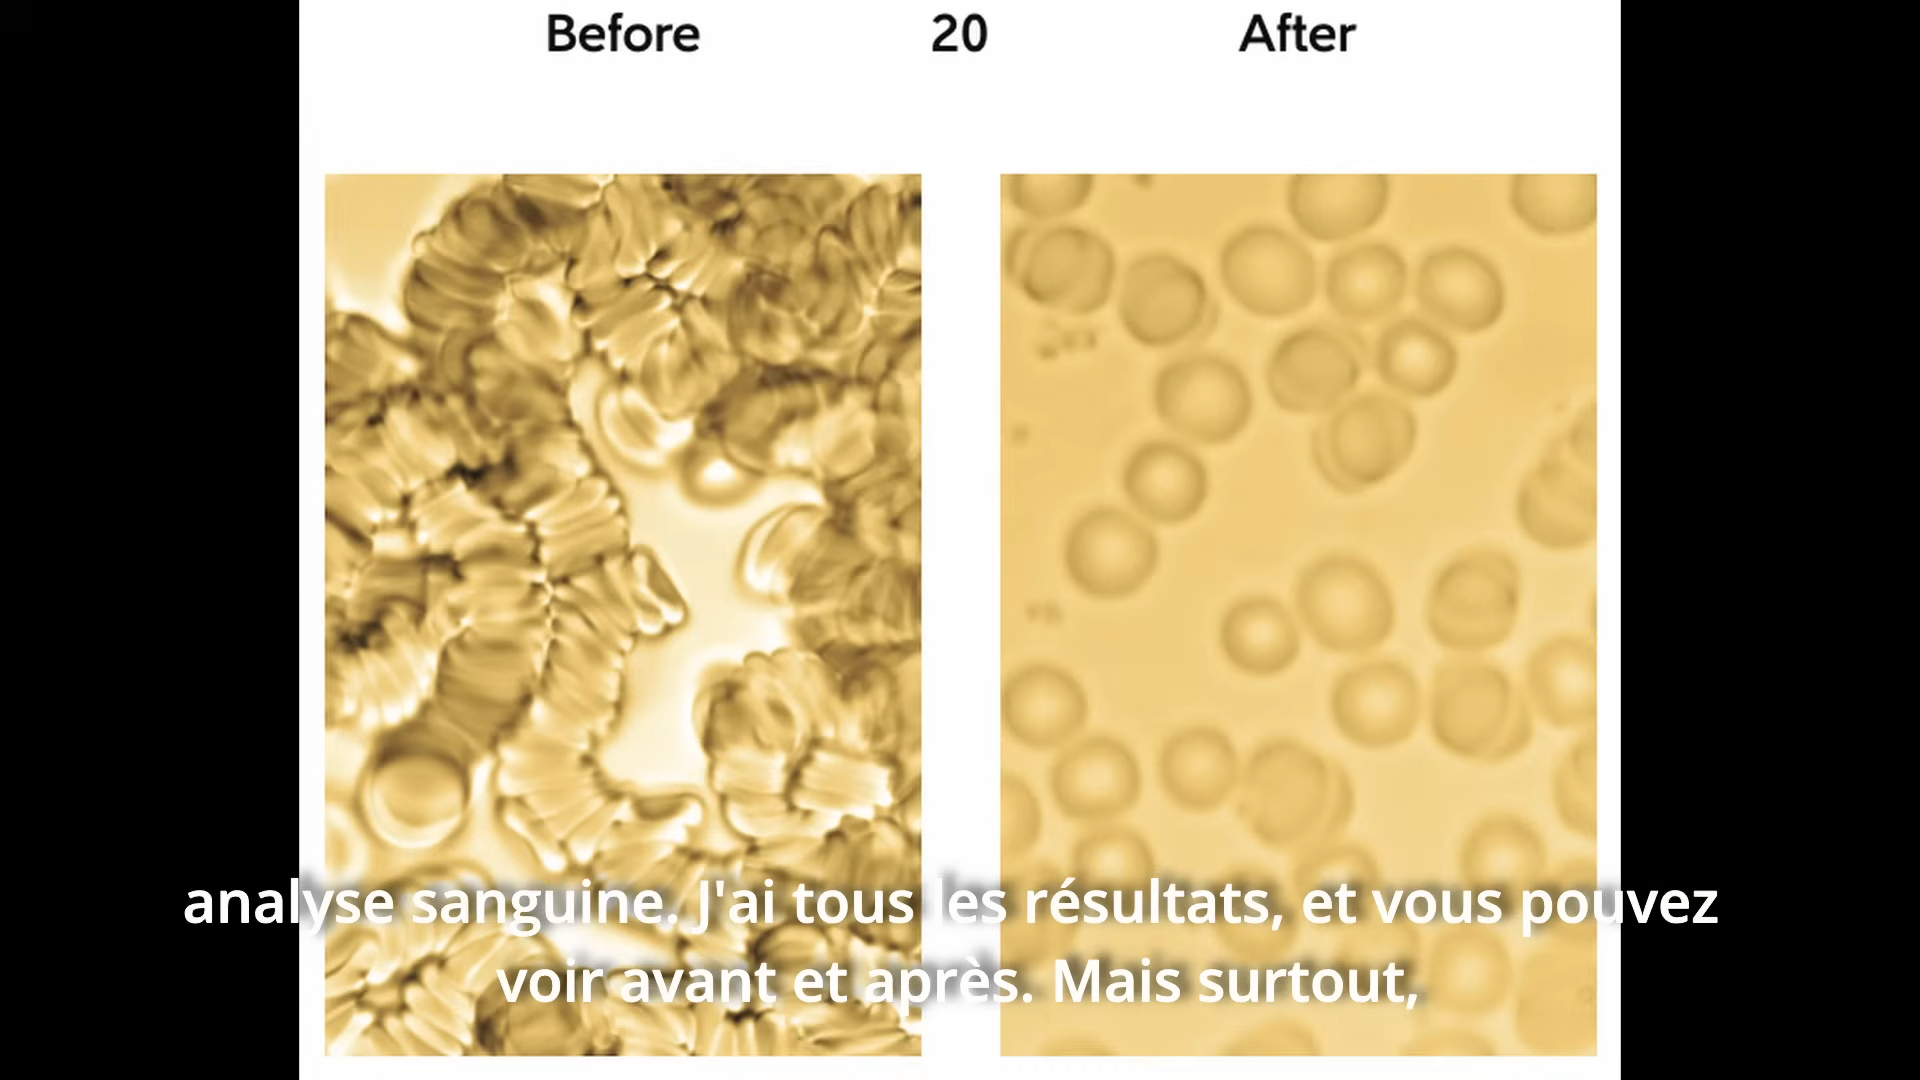 Before 20 After
analyse sanguine. J'ai tous les résultats, et vous pouvez
voir avant et après. Mais surtout,